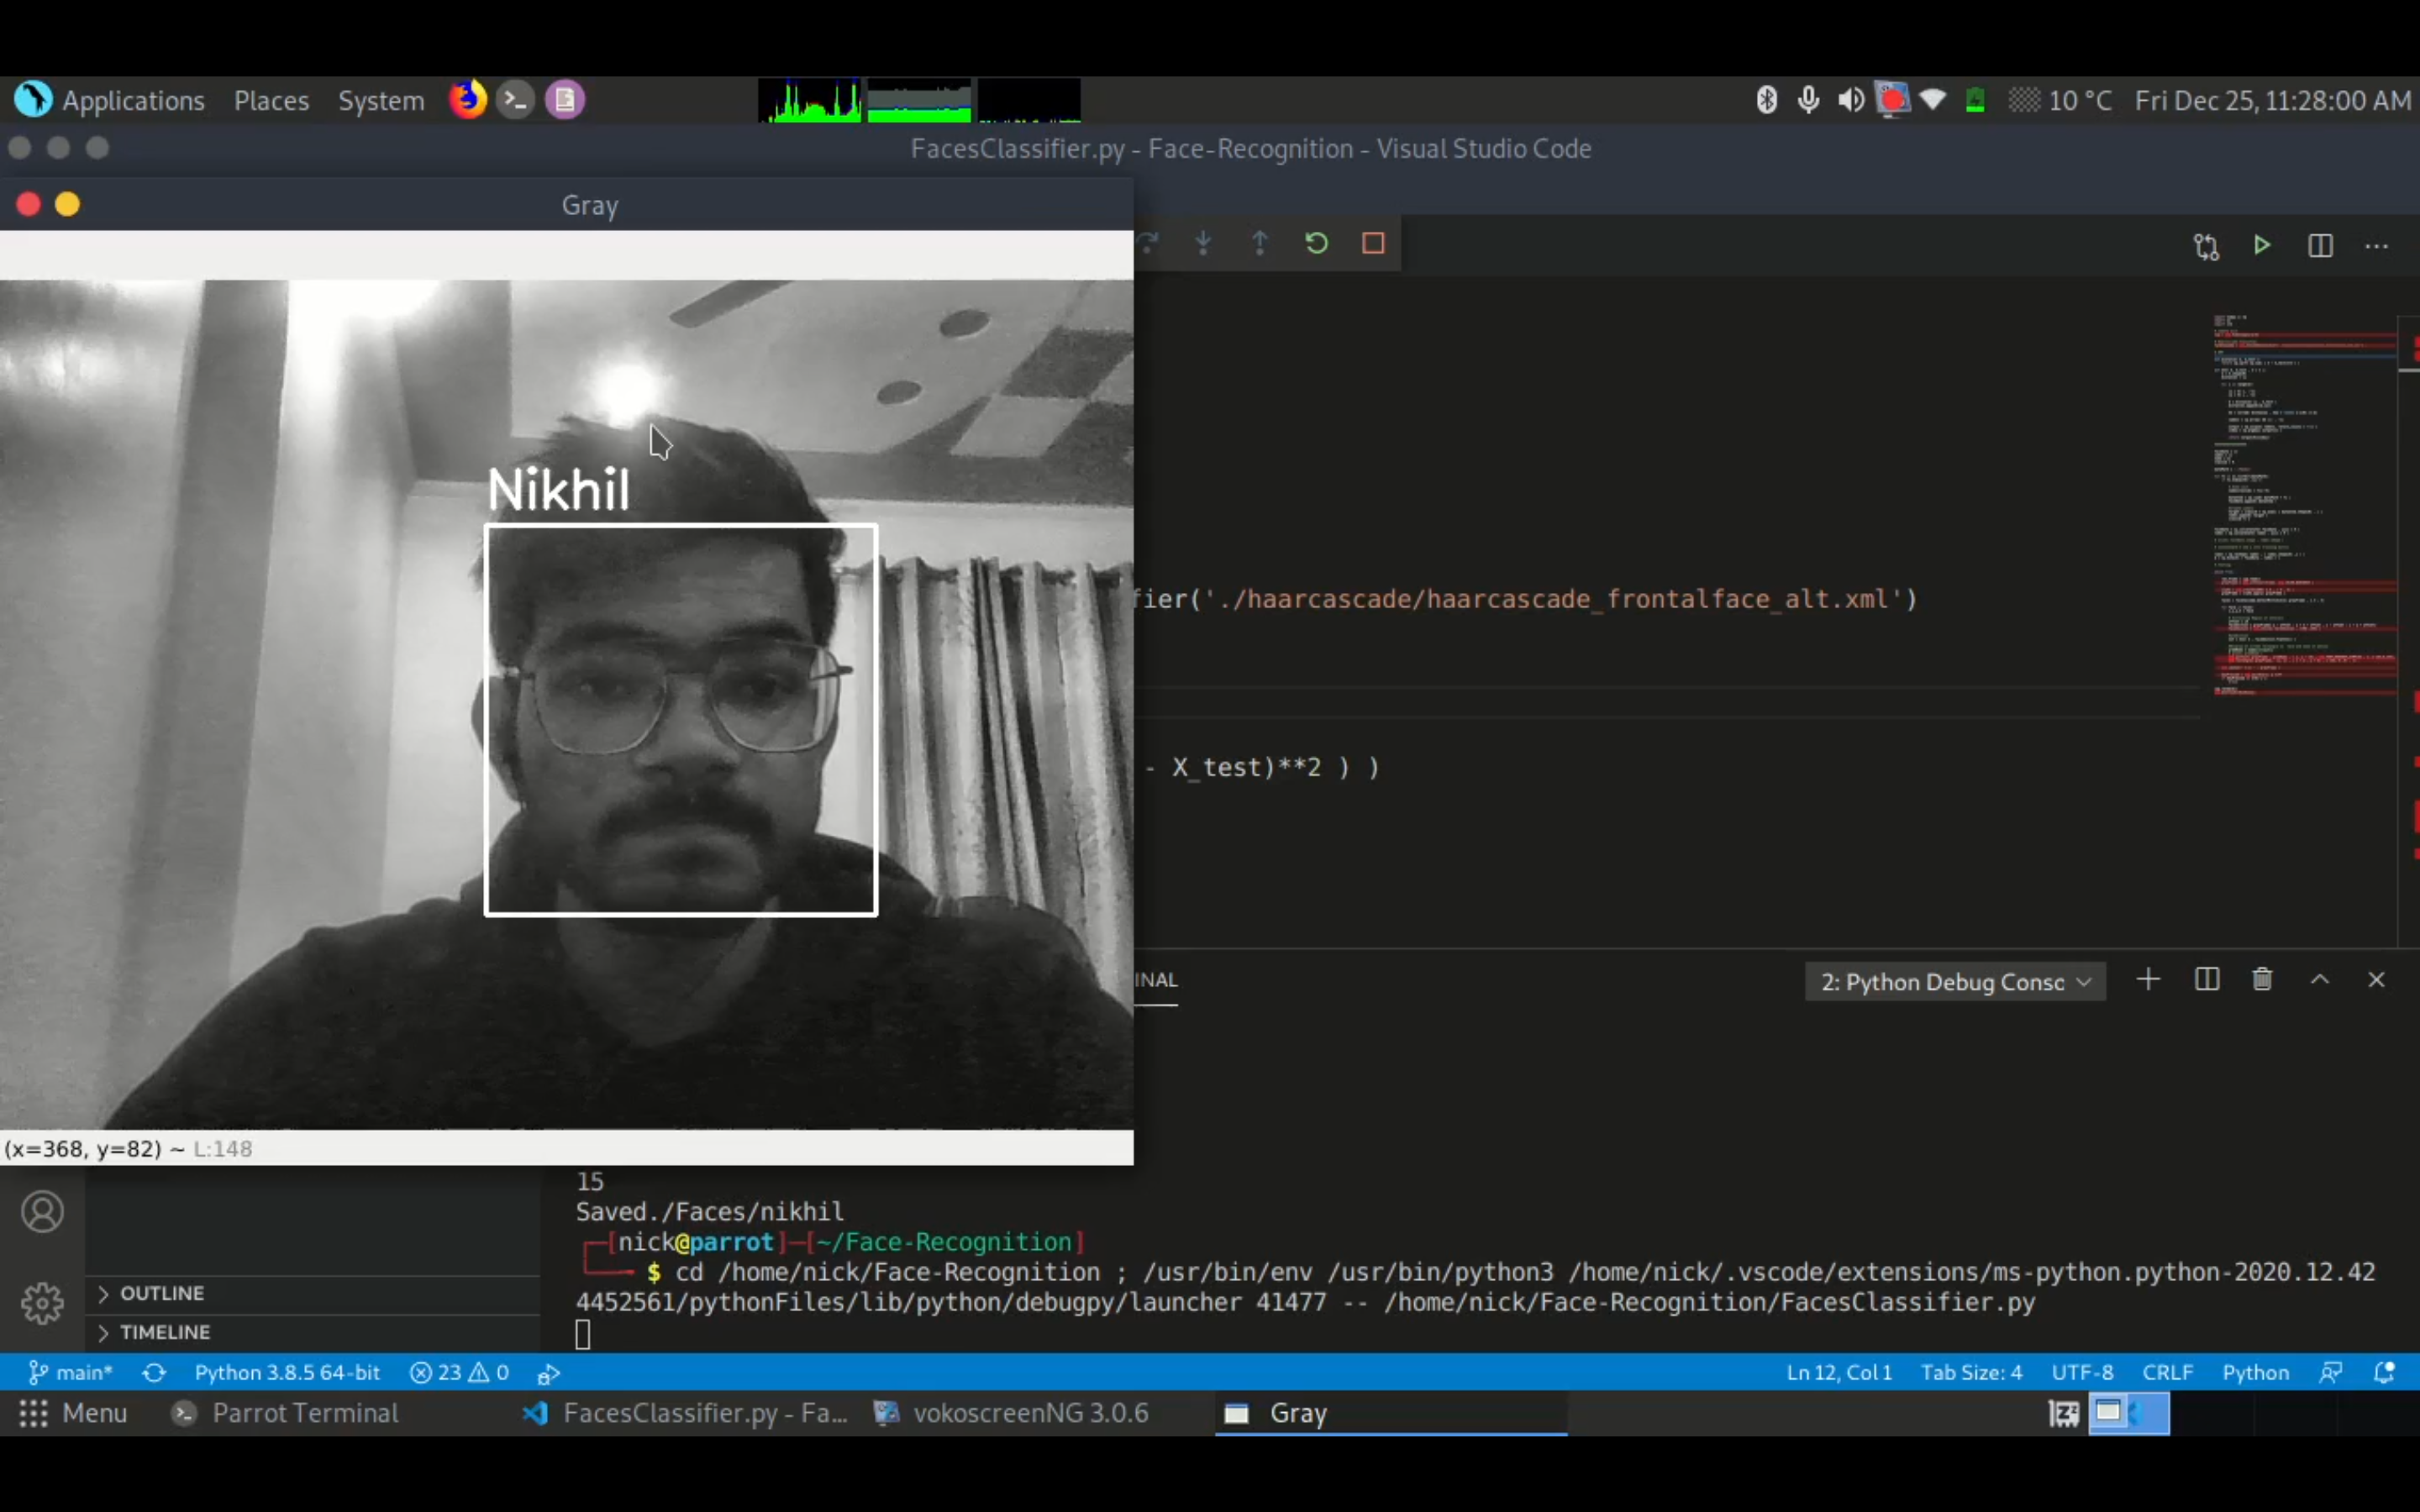 Applications Places System 10 °C Fri Dec 25, 11:28:00 AM
FacesClassifier.py - Face-Recognition - Visual Studio Code
Gray
Nikhil
fier('./haarcascade/haarcascade_frontalface_alt.xml')
- X_test)**2 ) )
INAL 2: Python Debug Consc
(x=368, y=82) ~ L:148
15
Saved./Faces/nikhil
[nick@parrot]─[~/Face-Recognition]
$ cd /home/nick/Face-Recognition ; /usr/bin/env /usr/bin/python3 /home/nick/.vscode/extensions/ms-python.python-2020.12.42
4452561/pythonFiles/lib/python/debugpy/launcher 41477 -- /home/nick/Face-Recognition/FacesClassifier.py
OUTLINE
TIMELINE
main* Python 3.8.5 64-bit 23 0 Ln 12, Col 1 Tab Size: 4 UTF-8 CRLF Python
Menu Parrot Terminal FacesClassifier.py - Fa... vokoscreenNG 3.0.6 Gray